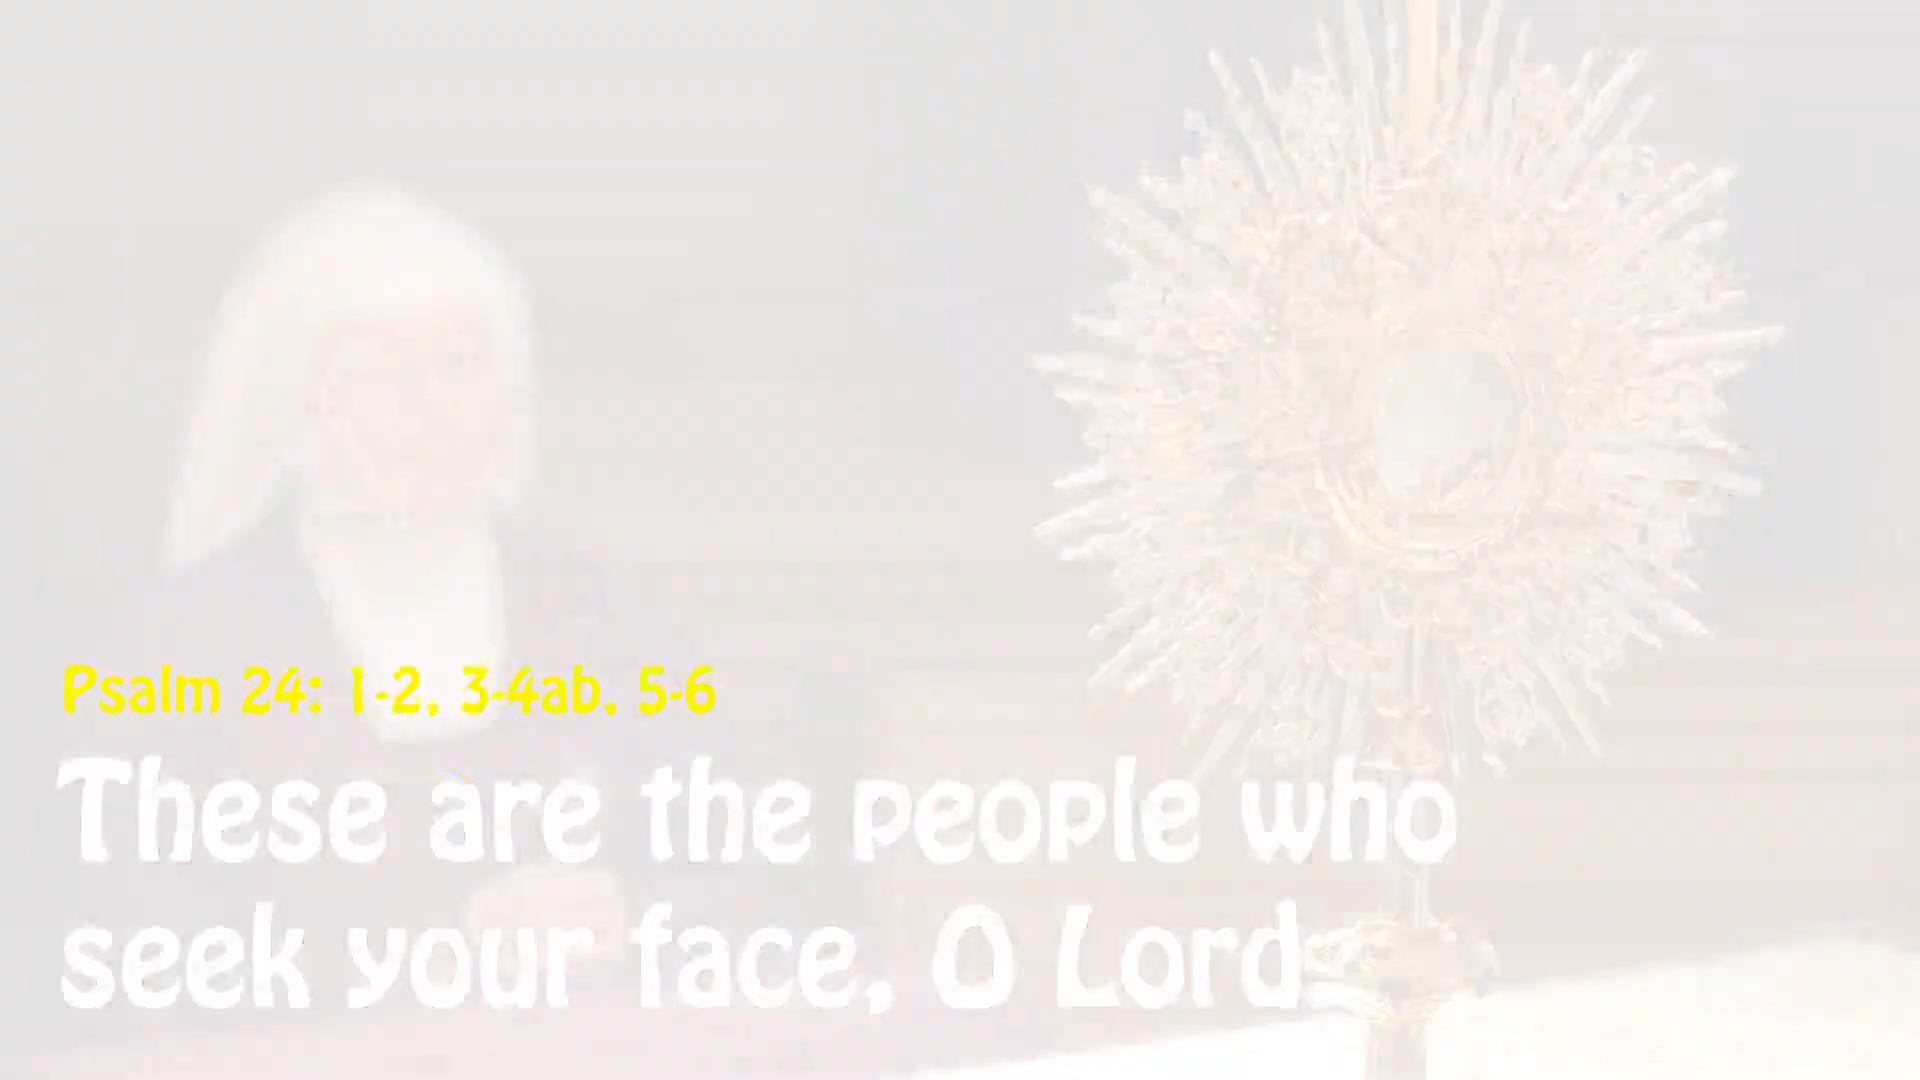 Psalm 24: 1-2, 3-4ab, 5-6
These are the people who
seek your face, O Lord.